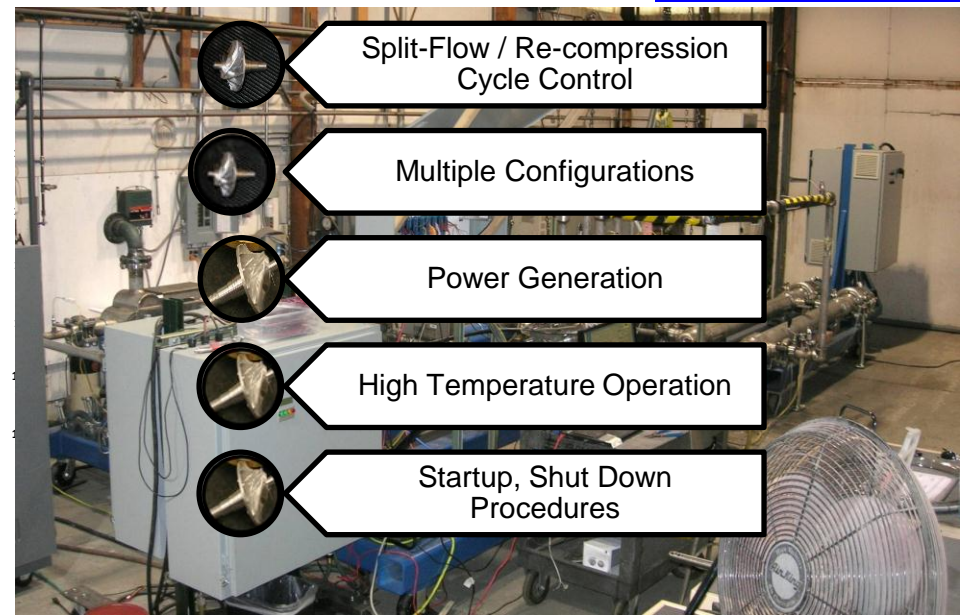 Split-Flow / Re-compression
Cycle Control
Multiple Configurations
Power Generation
High Temperature Operation
Startup, Shut Down
Procedures